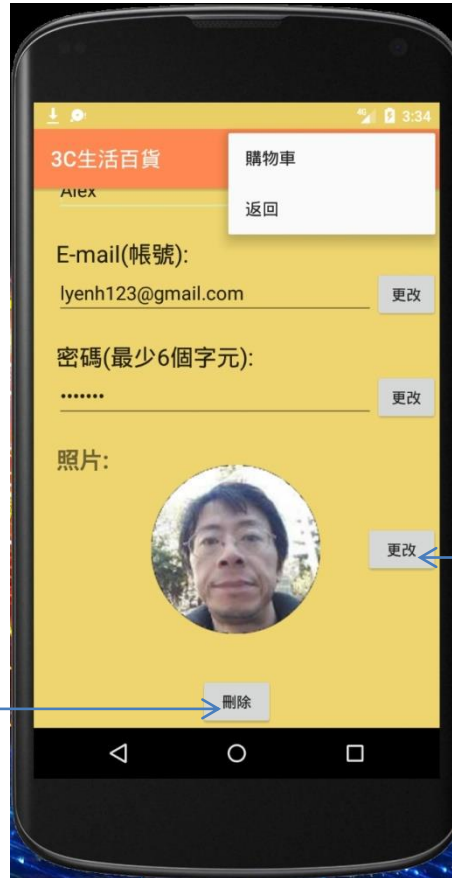 4G 3:34
3C生活百貨
購物車
Alex
返回
E-mail(帳號):
lyenh123@gmail.com
更改
密碼(最少6個字元):
•••••••
更改
照片:
更改
刪除